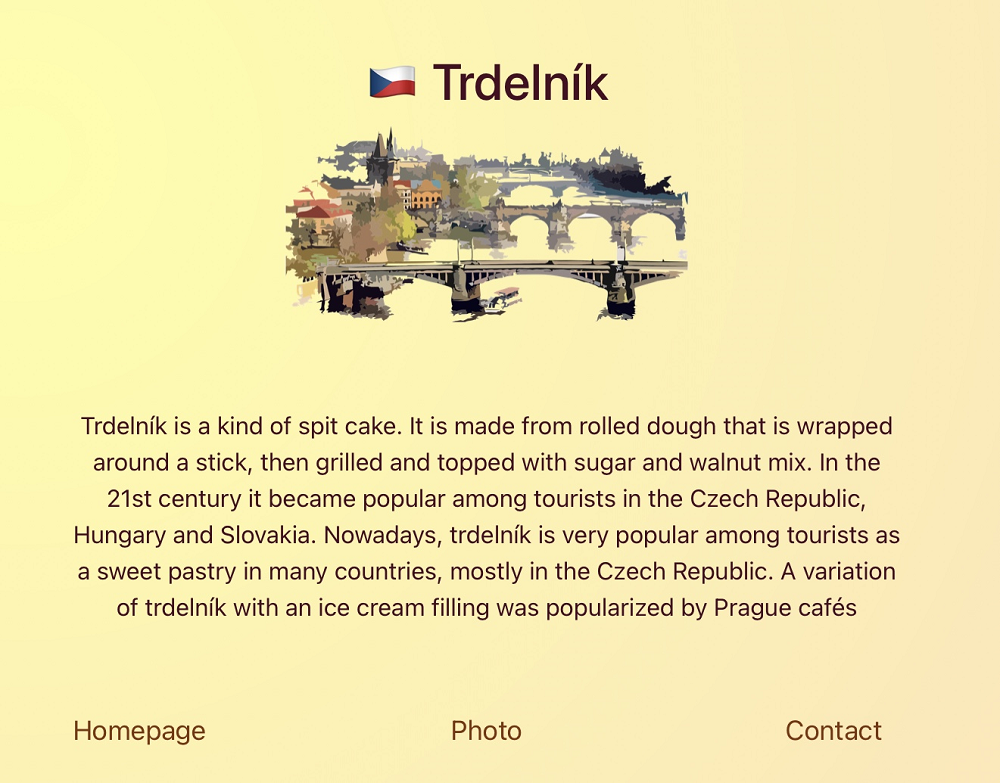 🇨🇿 Trdelník
Trdelník is a kind of spit cake. It is made from rolled dough that is wrapped
around a stick, then grilled and topped with sugar and walnut mix. In the
21st century it became popular among tourists in the Czech Republic,
Hungary and Slovakia. Nowadays, trdelník is very popular among tourists as
a sweet pastry in many countries, mostly in the Czech Republic. A variation
of trdelník with an ice cream filling was popularized by Prague cafés
Homepage
Photo
Contact